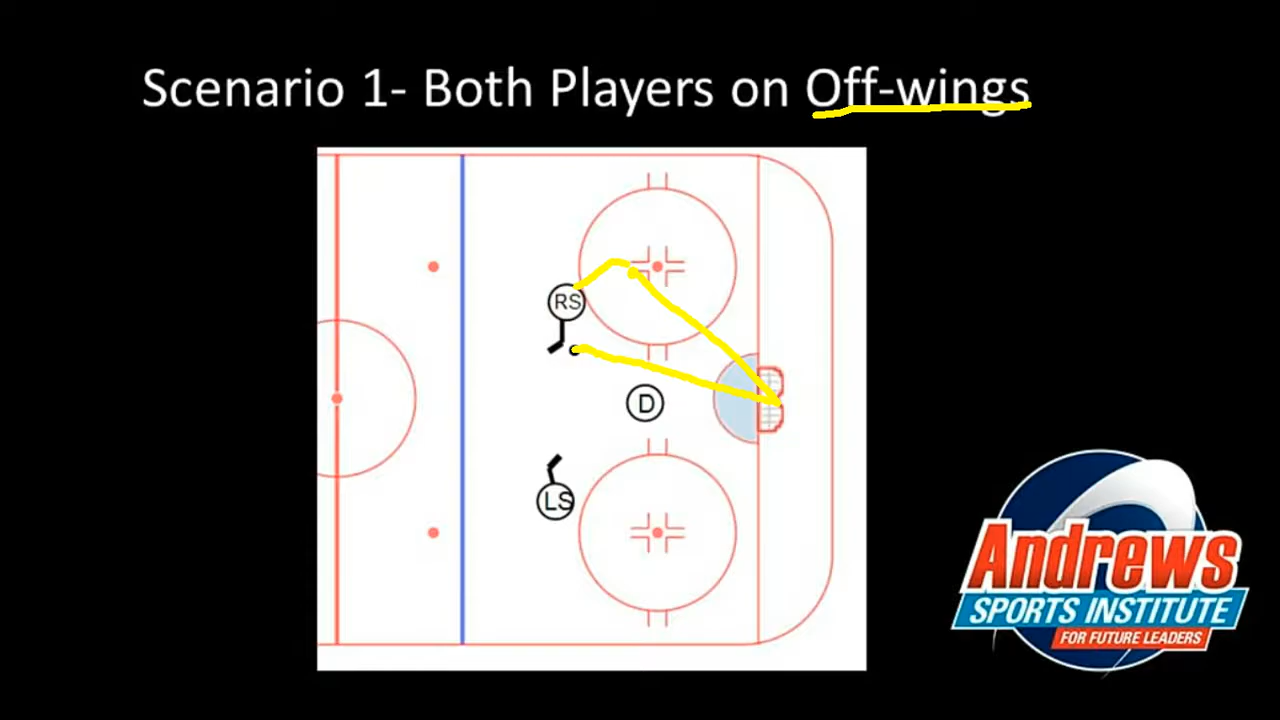 Scenario 1- Both Players on Off-wings
RS
D
LS
Andrews
SPORTS INSTITUTE
FOR FUTURE LEADERS